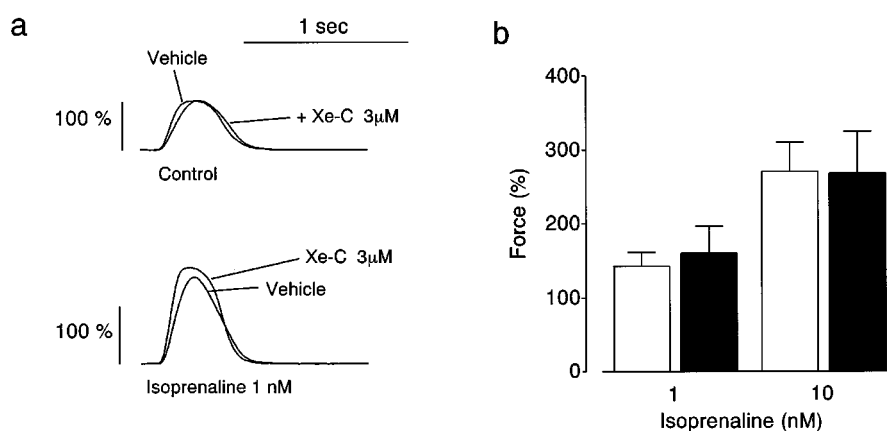 a
1 sec
Vehicle
100 %
+ Xe-C 3µM
Control
Xe-C 3µM
Vehicle
100 %
Isoprenaline 1 nM
b
400
300
200
100
0
Force (%)
1 10
Isoprenaline (nM)